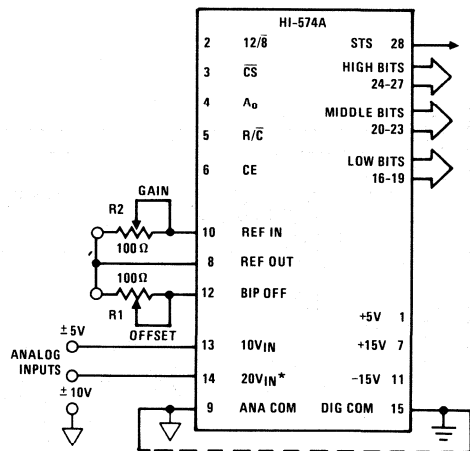 HI-574A
2 12/8̅ STS 28
3 C̅S̅ HIGH BITS
24-27
4 Aₒ MIDDLE BITS
20-23
5 R/C̅ LOW BITS
16-19
6 CE
GAIN
R2
100Ω
10 REF IN
8 REF OUT
100Ω
12 BIP OFF
R1
OFFSET
+5V 1
±5V
13 10VIN +15V 7
ANALOG
INPUTS
14 20VIN* -15V 11
±10V
9 ANA COM DIG COM 15